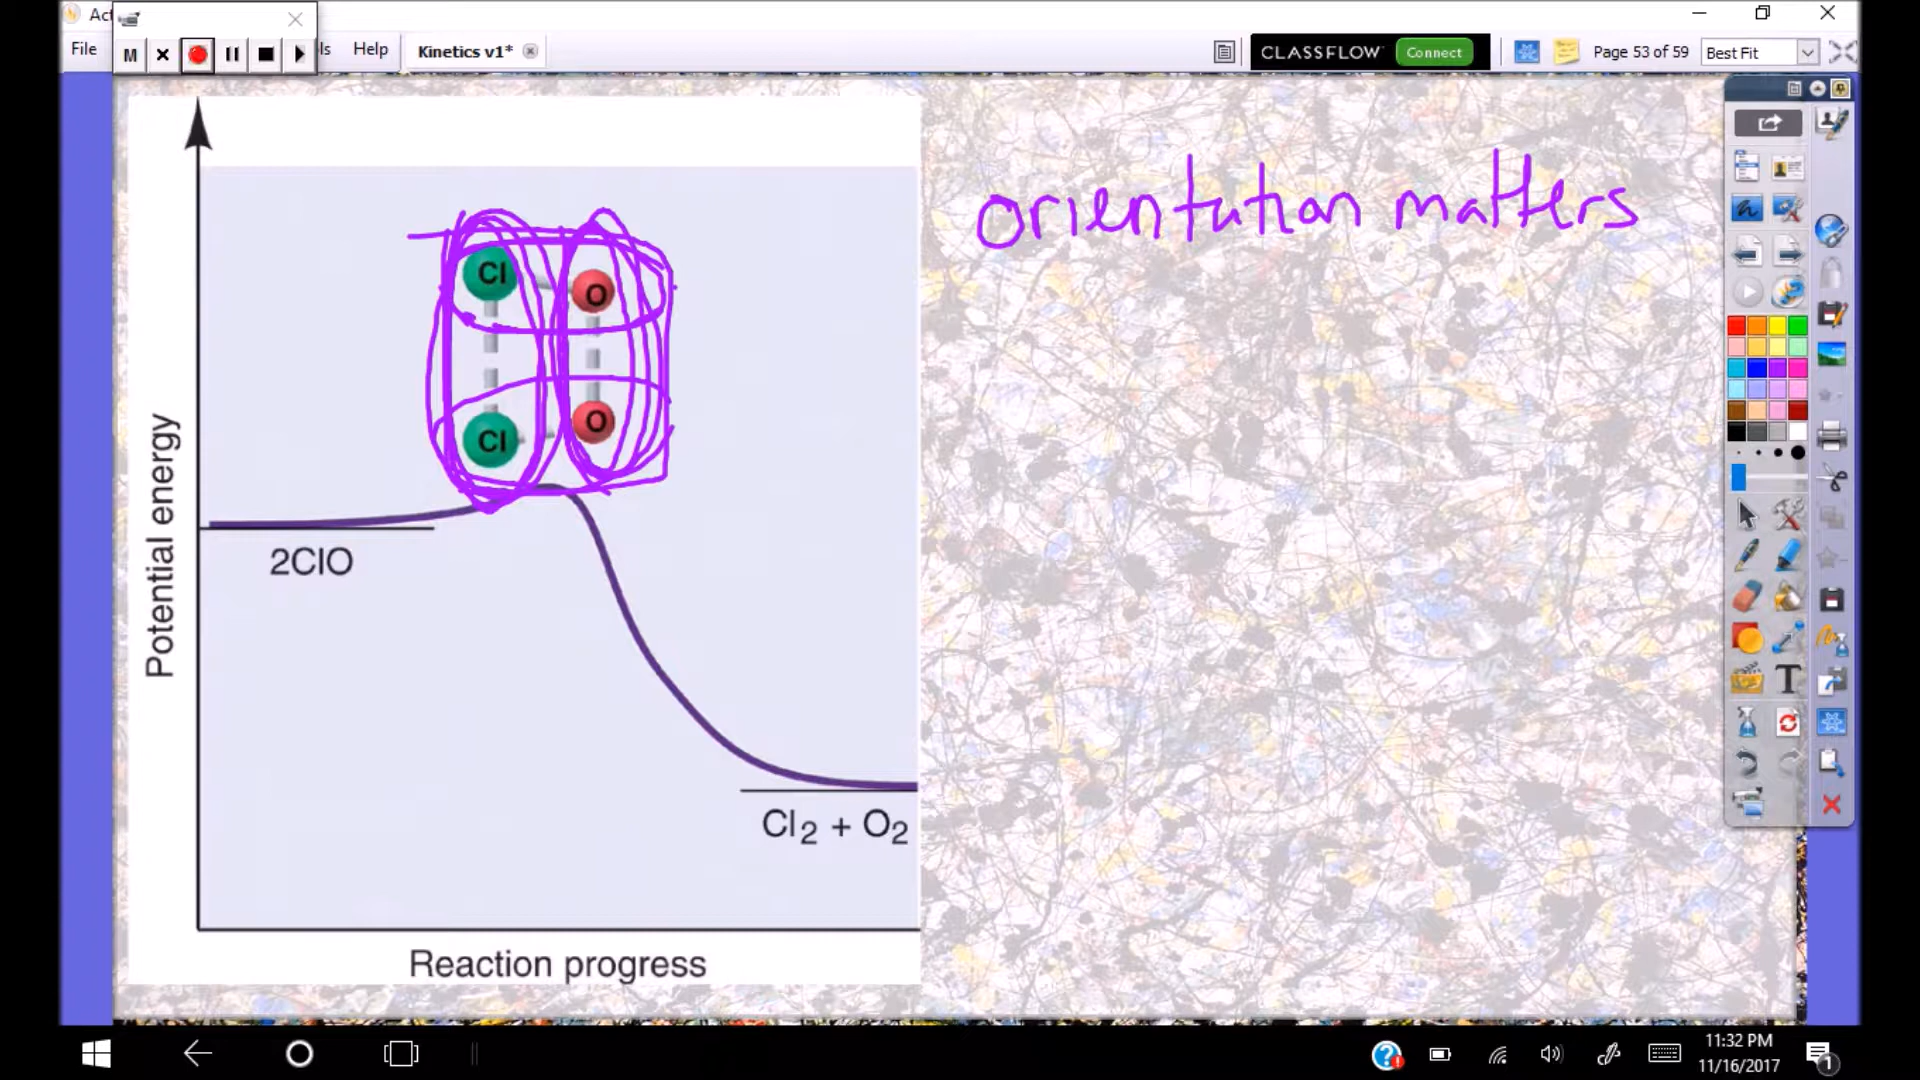 Act
File
ls
Help
Kinetics v1*
M
CLASSFLOW
Connect
Page 53 of 59
Best Fit
orientation matters
Cl
O
Cl
O
Potential energy
2ClO
Cl2 + O2
Reaction progress
T
11:32 PM
11/16/2017
1